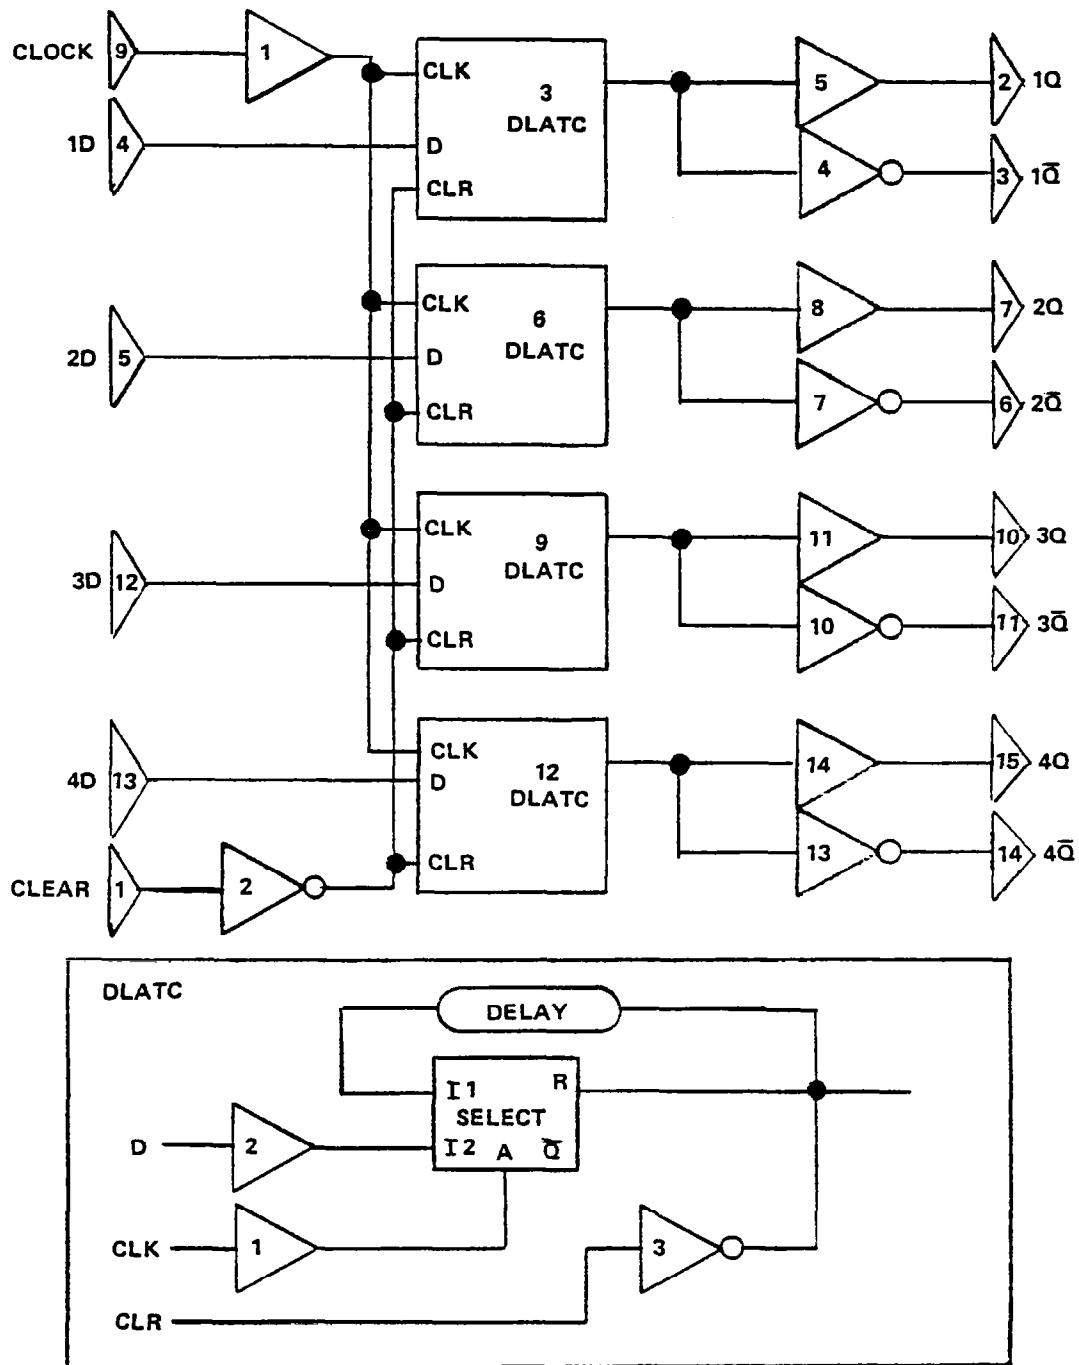 CLOCK 9 1 CLK 3 5 2 1Q
DLATC
1D 4 D 4 3 1Q̅
CLR
CLK 6 8 7 2Q
2D 5 D DLATC
CLR 7 6 2Q̅
CLK 9 11 10 3Q
3D 12 D DLATC
CLR 10 11 3Q̅
CLK 12 14 15 4Q
4D 13 D DLATC
CLR 13 14 4Q̅
CLEAR 1 2
DLATC
DELAY
I1 R
SELECT
D 2 I2 A Q̅
CLK 1 3
CLR